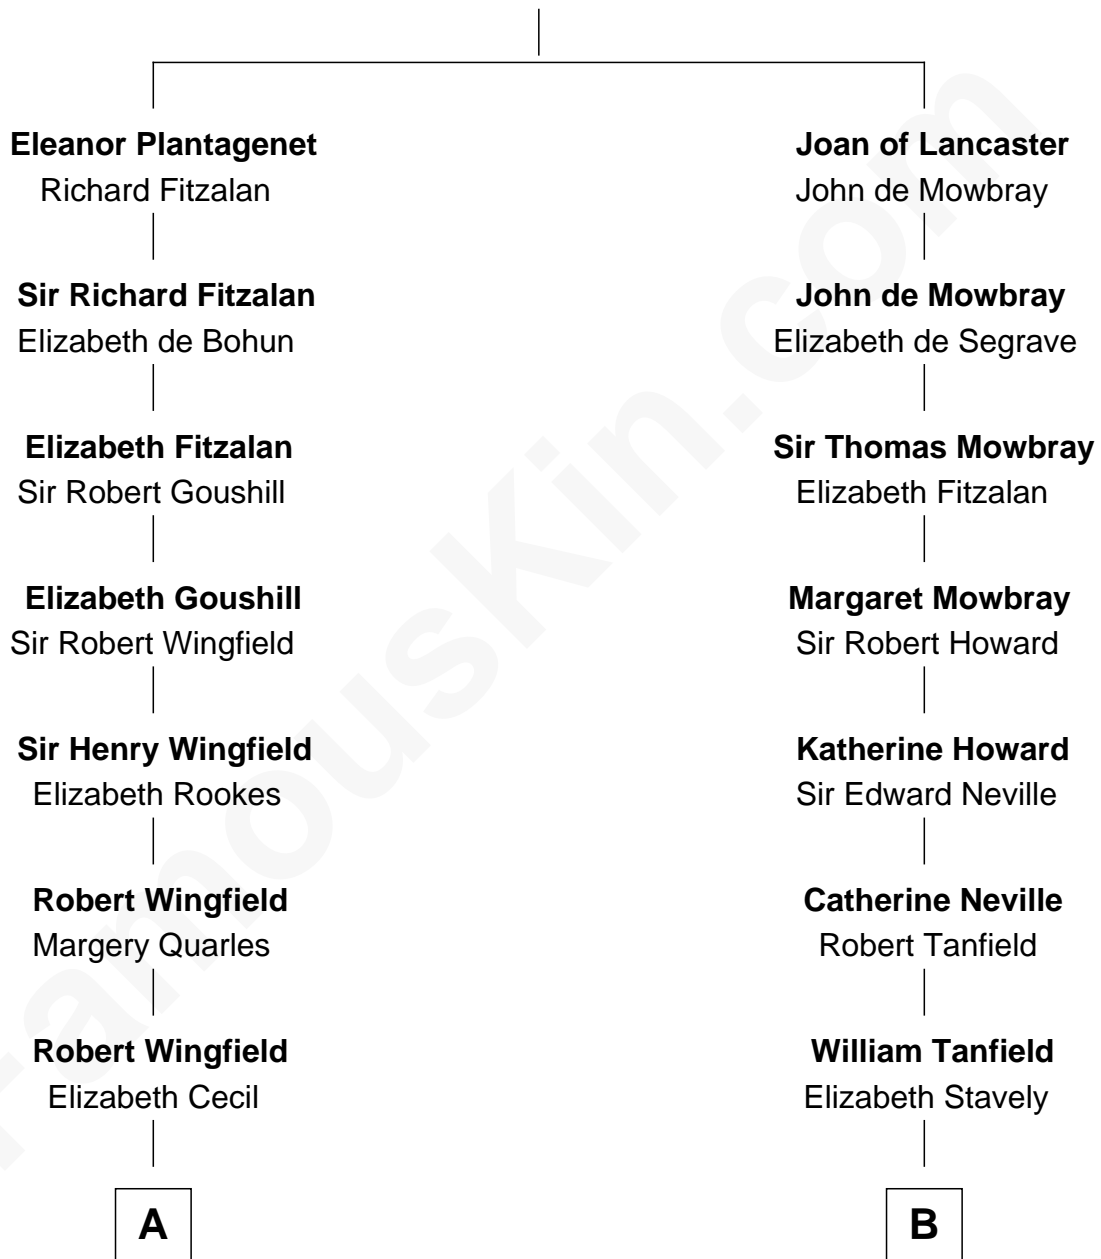 Eleanor Plantagenet
Richard Fitzalan
Sir Richard Fitzalan
Elizabeth de Bohun
Elizabeth Fitzalan
Sir Robert Goushill
Elizabeth Goushill
Sir Robert Wingfield
Sir Henry Wingfield
Elizabeth Rookes
Robert Wingfield
Margery Quarles
Robert Wingfield
Elizabeth Cecil
A
Joan of Lancaster
John de Mowbray
John de Mowbray
Elizabeth de Segrave
Sir Thomas Mowbray
Elizabeth Fitzalan
Margaret Mowbray
Sir Robert Howard
Katherine Howard
Sir Edward Neville
Catherine Neville
Robert Tanfield
William Tanfield
Elizabeth Stavely
B
FamousKin.com